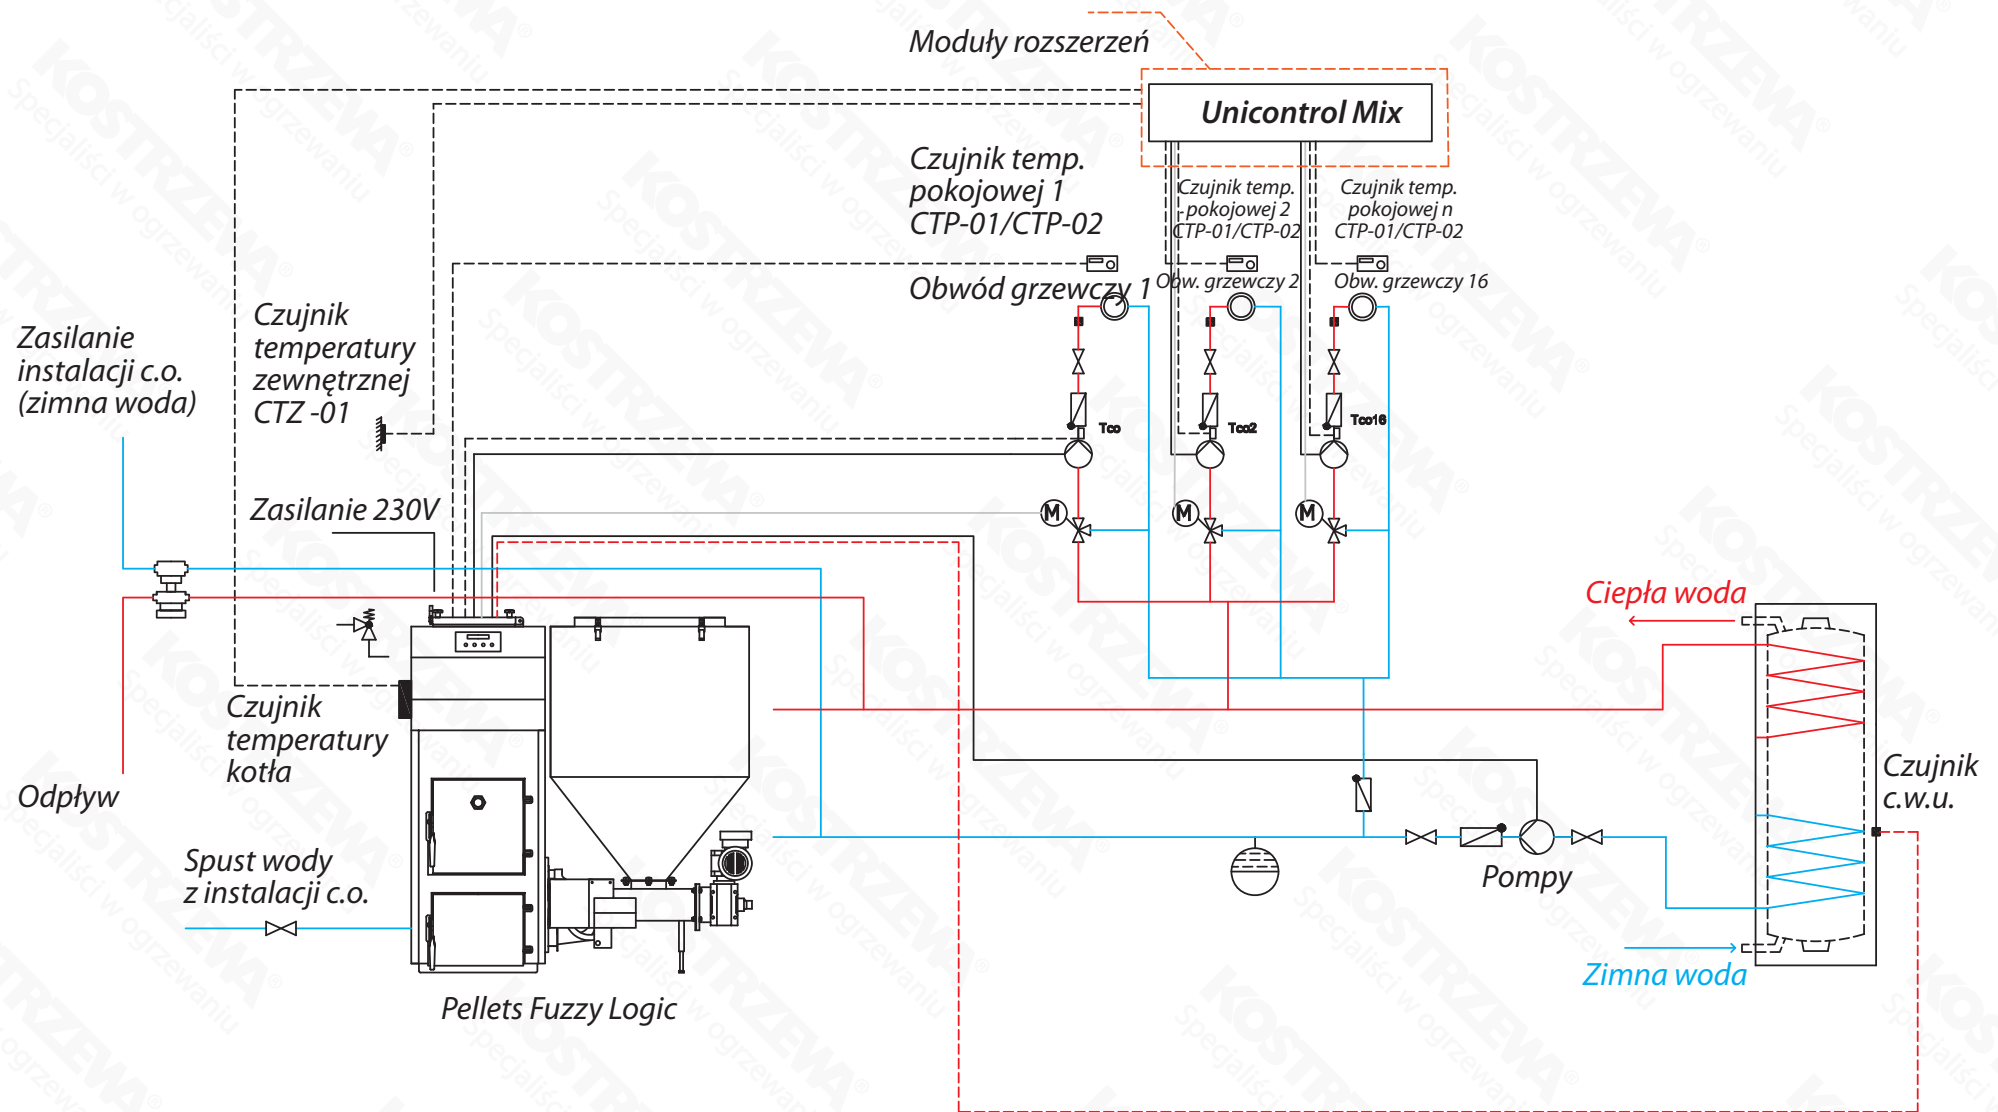 Moduły rozszerzeń
Unicontrol Mix
Czujnik temp.
pokojowej 1
CTP-01/CTP-02
Czujnik temp.
pokojowej 2
CTP-01/CTP-02
Czujnik temp.
pokojowej n
CTP-01/CTP-02
Obwód grzewczy 1
Obw. grzewczy 2
Obw. grzewczy 16
Czujnik
temperatury
zewnętrznej
CTZ -01
Zasilanie
instalacji c.o.
(zimna woda)
Tco
Tco2
Tco16
Zasilanie 230V
M
M
M
Ciepła woda
Czujnik
temperatury
kotła
Odpływ
Czujnik
c.w.u.
Spust wody
z instalacji c.o.
Pompy
Zimna woda
Pellets Fuzzy Logic
KOSTRZEWA®
Specjaliści w ogrzewaniu